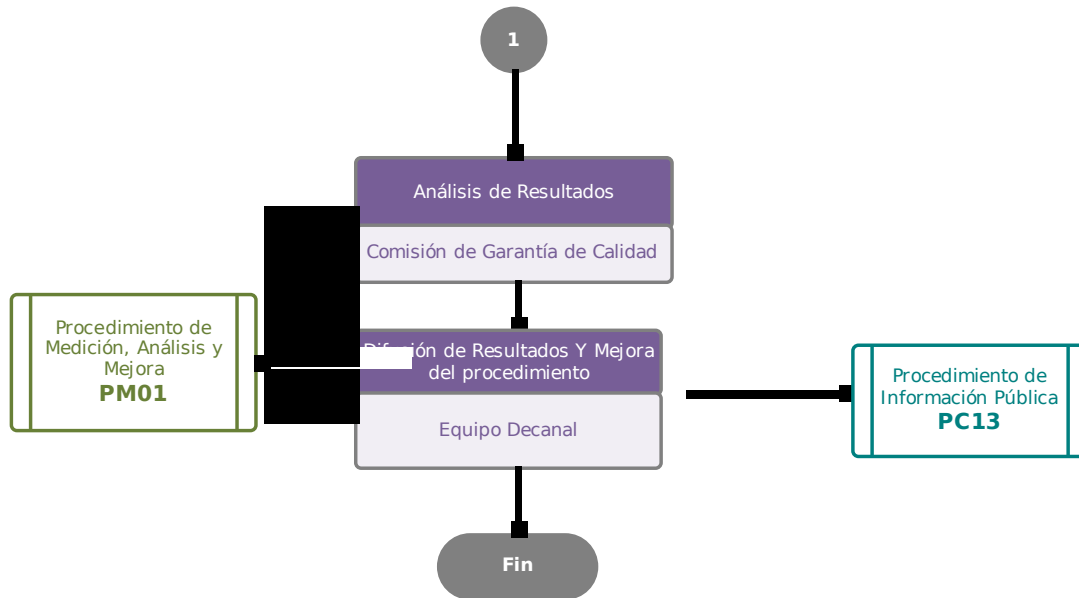 1
Análisis de Resultados
Comisión de Garantía de Calidad
Procedimiento de
Medición, Análisis y
Mejora
PM01
Difusión de Resultados Y Mejora
del procedimiento
Equipo Decanal
Procedimiento de
Información Pública
PC13
Fin